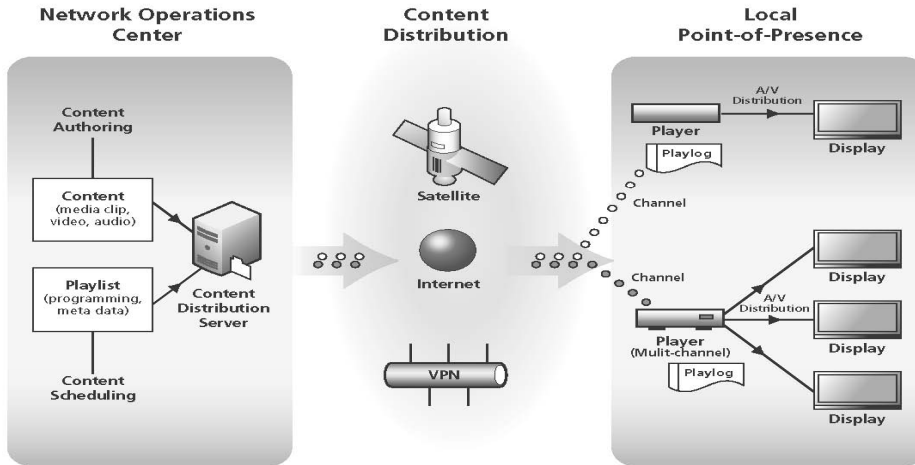 Network Operations
Center
Content
Authoring
Content
(media clip,
video, audio)
Playlist
(programming,
meta data)
Content
Distribution
Server
Content
Scheduling
Content
Distribution
Satellite
Internet
VPN
Local
Point-of-Presence
Player
A/V
Distribution
Display
Playlog
Channel
Channel
Player
(Mulit-channel)
Playlog
A/V
Distribution
Display
Display
Display